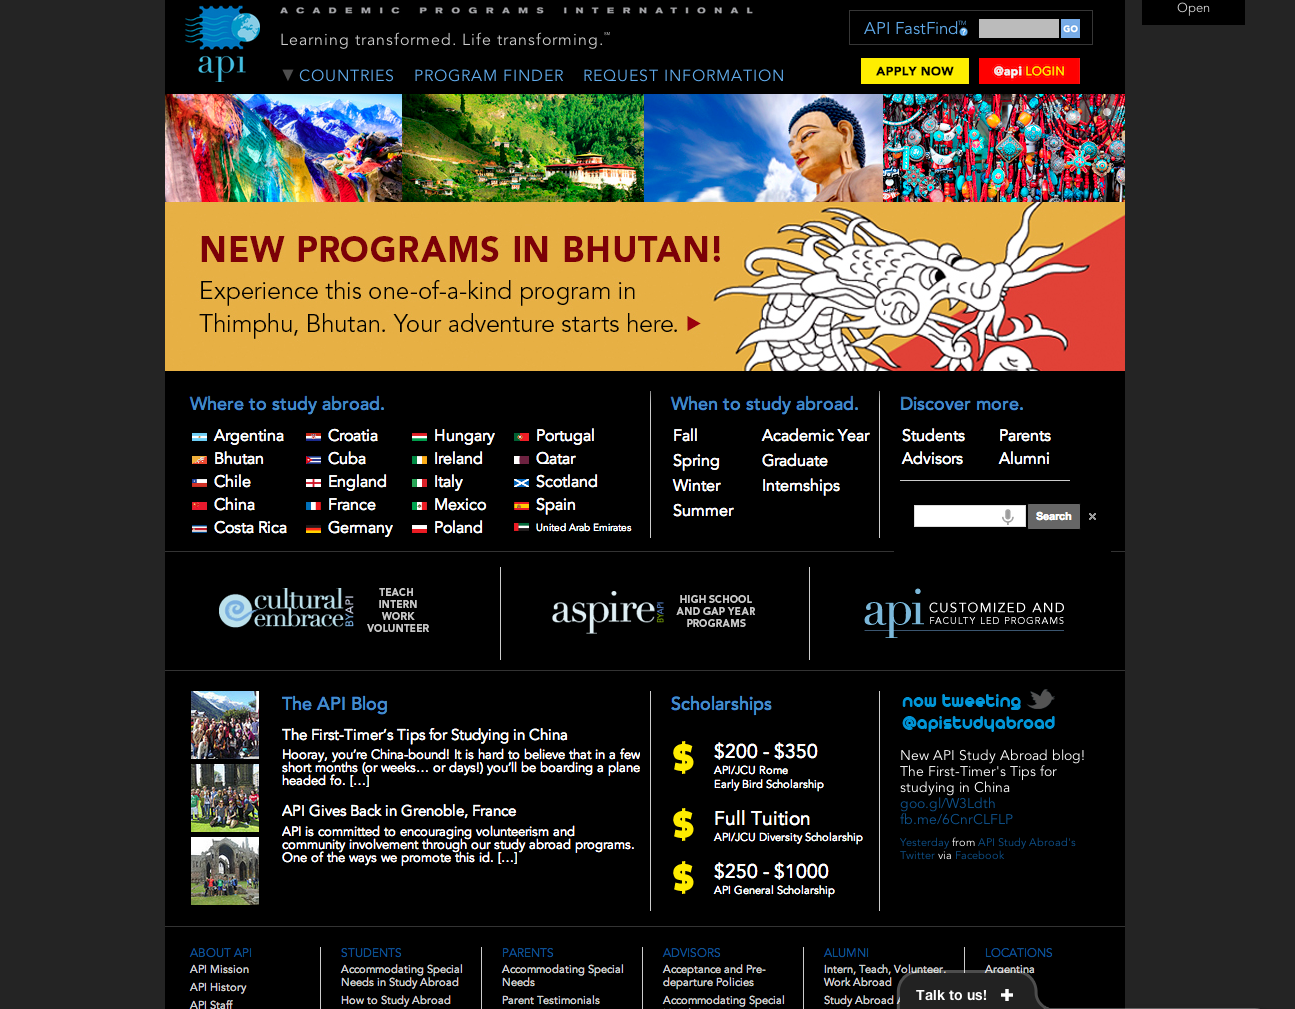 Open
ACADEMIC PROGRAMS INTERNATIONAL
api
Learning transformed. Life transforming.™
API FastFind™ ?
GO
▼ COUNTRIES PROGRAM FINDER REQUEST INFORMATION
APPLY NOW
@api LOGIN
NEW PROGRAMS IN BHUTAN!
Experience this one-of-a-kind program in
Thimphu, Bhutan. Your adventure starts here.
Where to study abroad.
Argentina Croatia Hungary Portugal
Bhutan Cuba Ireland Qatar
Chile England Italy Scotland
China France Mexico Spain
Costa Rica Germany Poland United Arab Emirates
When to study abroad.
Fall Academic Year
Spring Graduate
Winter Internships
Summer
Discover more.
Students Parents
Advisors Alumni
Search ×
cultural
embrace
BY API
TEACH
INTERN
WORK
VOLUNTEER
aspire
BY API
HIGH SCHOOL
AND GAP YEAR
PROGRAMS
api
CUSTOMIZED AND
FACULTY LED PROGRAMS
The API Blog
The First-Timer's Tips for Studying in China
Hooray, you're China-bound! It is hard to believe that in a few
short months (or weeks... or days!) you'll be boarding a plane
headed fo. [...]
API Gives Back in Grenoble, France
API is committed to encouraging volunteerism and
community involvement through our study abroad programs.
One of the ways we promote this id. [...]
Scholarships
$ $200 - $350
API/JCU Rome
Early Bird Scholarship
$ Full Tuition
API/JCU Diversity Scholarship
$ $250 - $1000
API General Scholarship
now tweeting
@apistudyabroad
New API Study Abroad blog!
The First-Timer's Tips for
studying in China
goo.gl/W3Ldth
fb.me/6CnrCLFLP
Yesterday from API Study Abroad's
Twitter via Facebook
ABOUT API
API Mission
API History
API Staff
STUDENTS
Accommodating Special
Needs in Study Abroad
How to Study Abroad
PARENTS
Accommodating Special
Needs
Parent Testimonials
ADVISORS
Acceptance and Pre-
departure Policies
Accommodating Special
ALUMNI
Intern, Teach, Volunteer,
Work Abroad
Study Abroad
LOCATIONS
Argentina
Talk to us! +